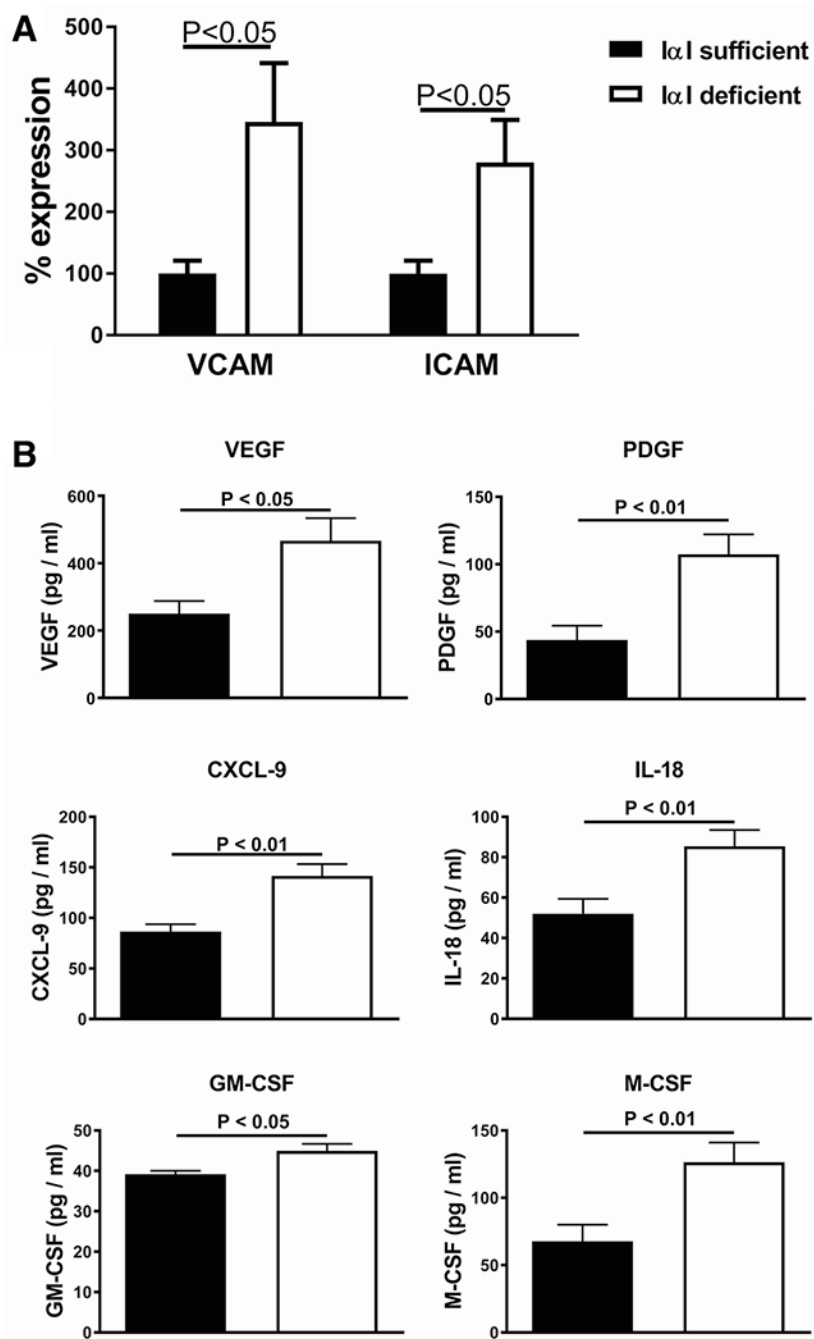 A
500
400
300
200
100
0
% expression
P<0.05
P<0.05
VCAM
ICAM
IαI sufficient
IαI deficient
B
VEGF
600
400
200
0
VEGF (pg / ml)
P < 0.05
PDGF
150
100
50
0
PDGF (pg / ml)
P < 0.01
CXCL-9
200
150
100
50
0
CXCL-9 (pg / ml)
P < 0.01
IL-18
100
80
60
40
20
0
IL-18 (pg / ml)
P < 0.01
GM-CSF
50
40
30
20
10
0
GM-CSF (pg / ml)
P < 0.05
M-CSF
150
100
50
0
M-CSF (pg / ml)
P < 0.01